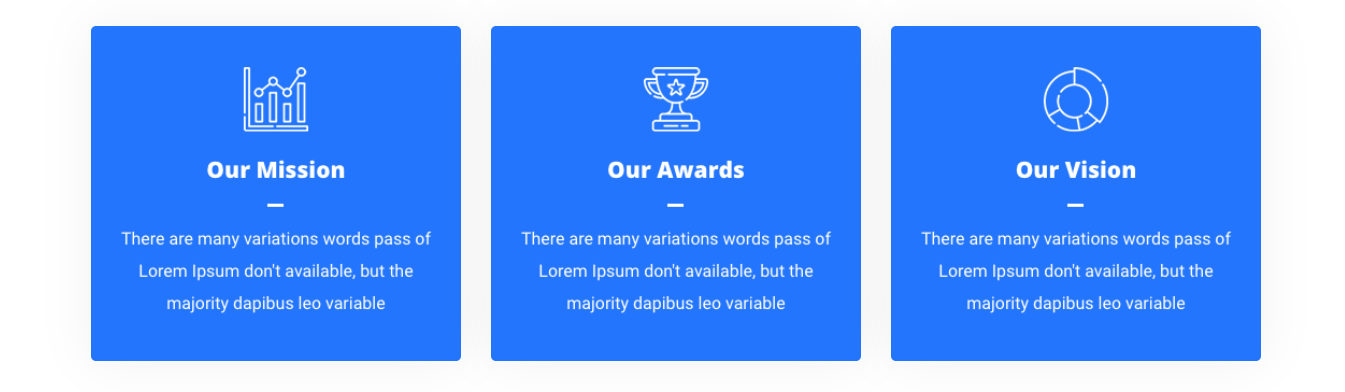 Our Mission
There are many variations words pass of
Lorem Ipsum don't available, but the
majority dapibus leo variable
Our Awards
There are many variations words pass of
Lorem Ipsum don't available, but the
majority dapibus leo variable
Our Vision
There are many variations words pass of
Lorem Ipsum don't available, but the
majority dapibus leo variable